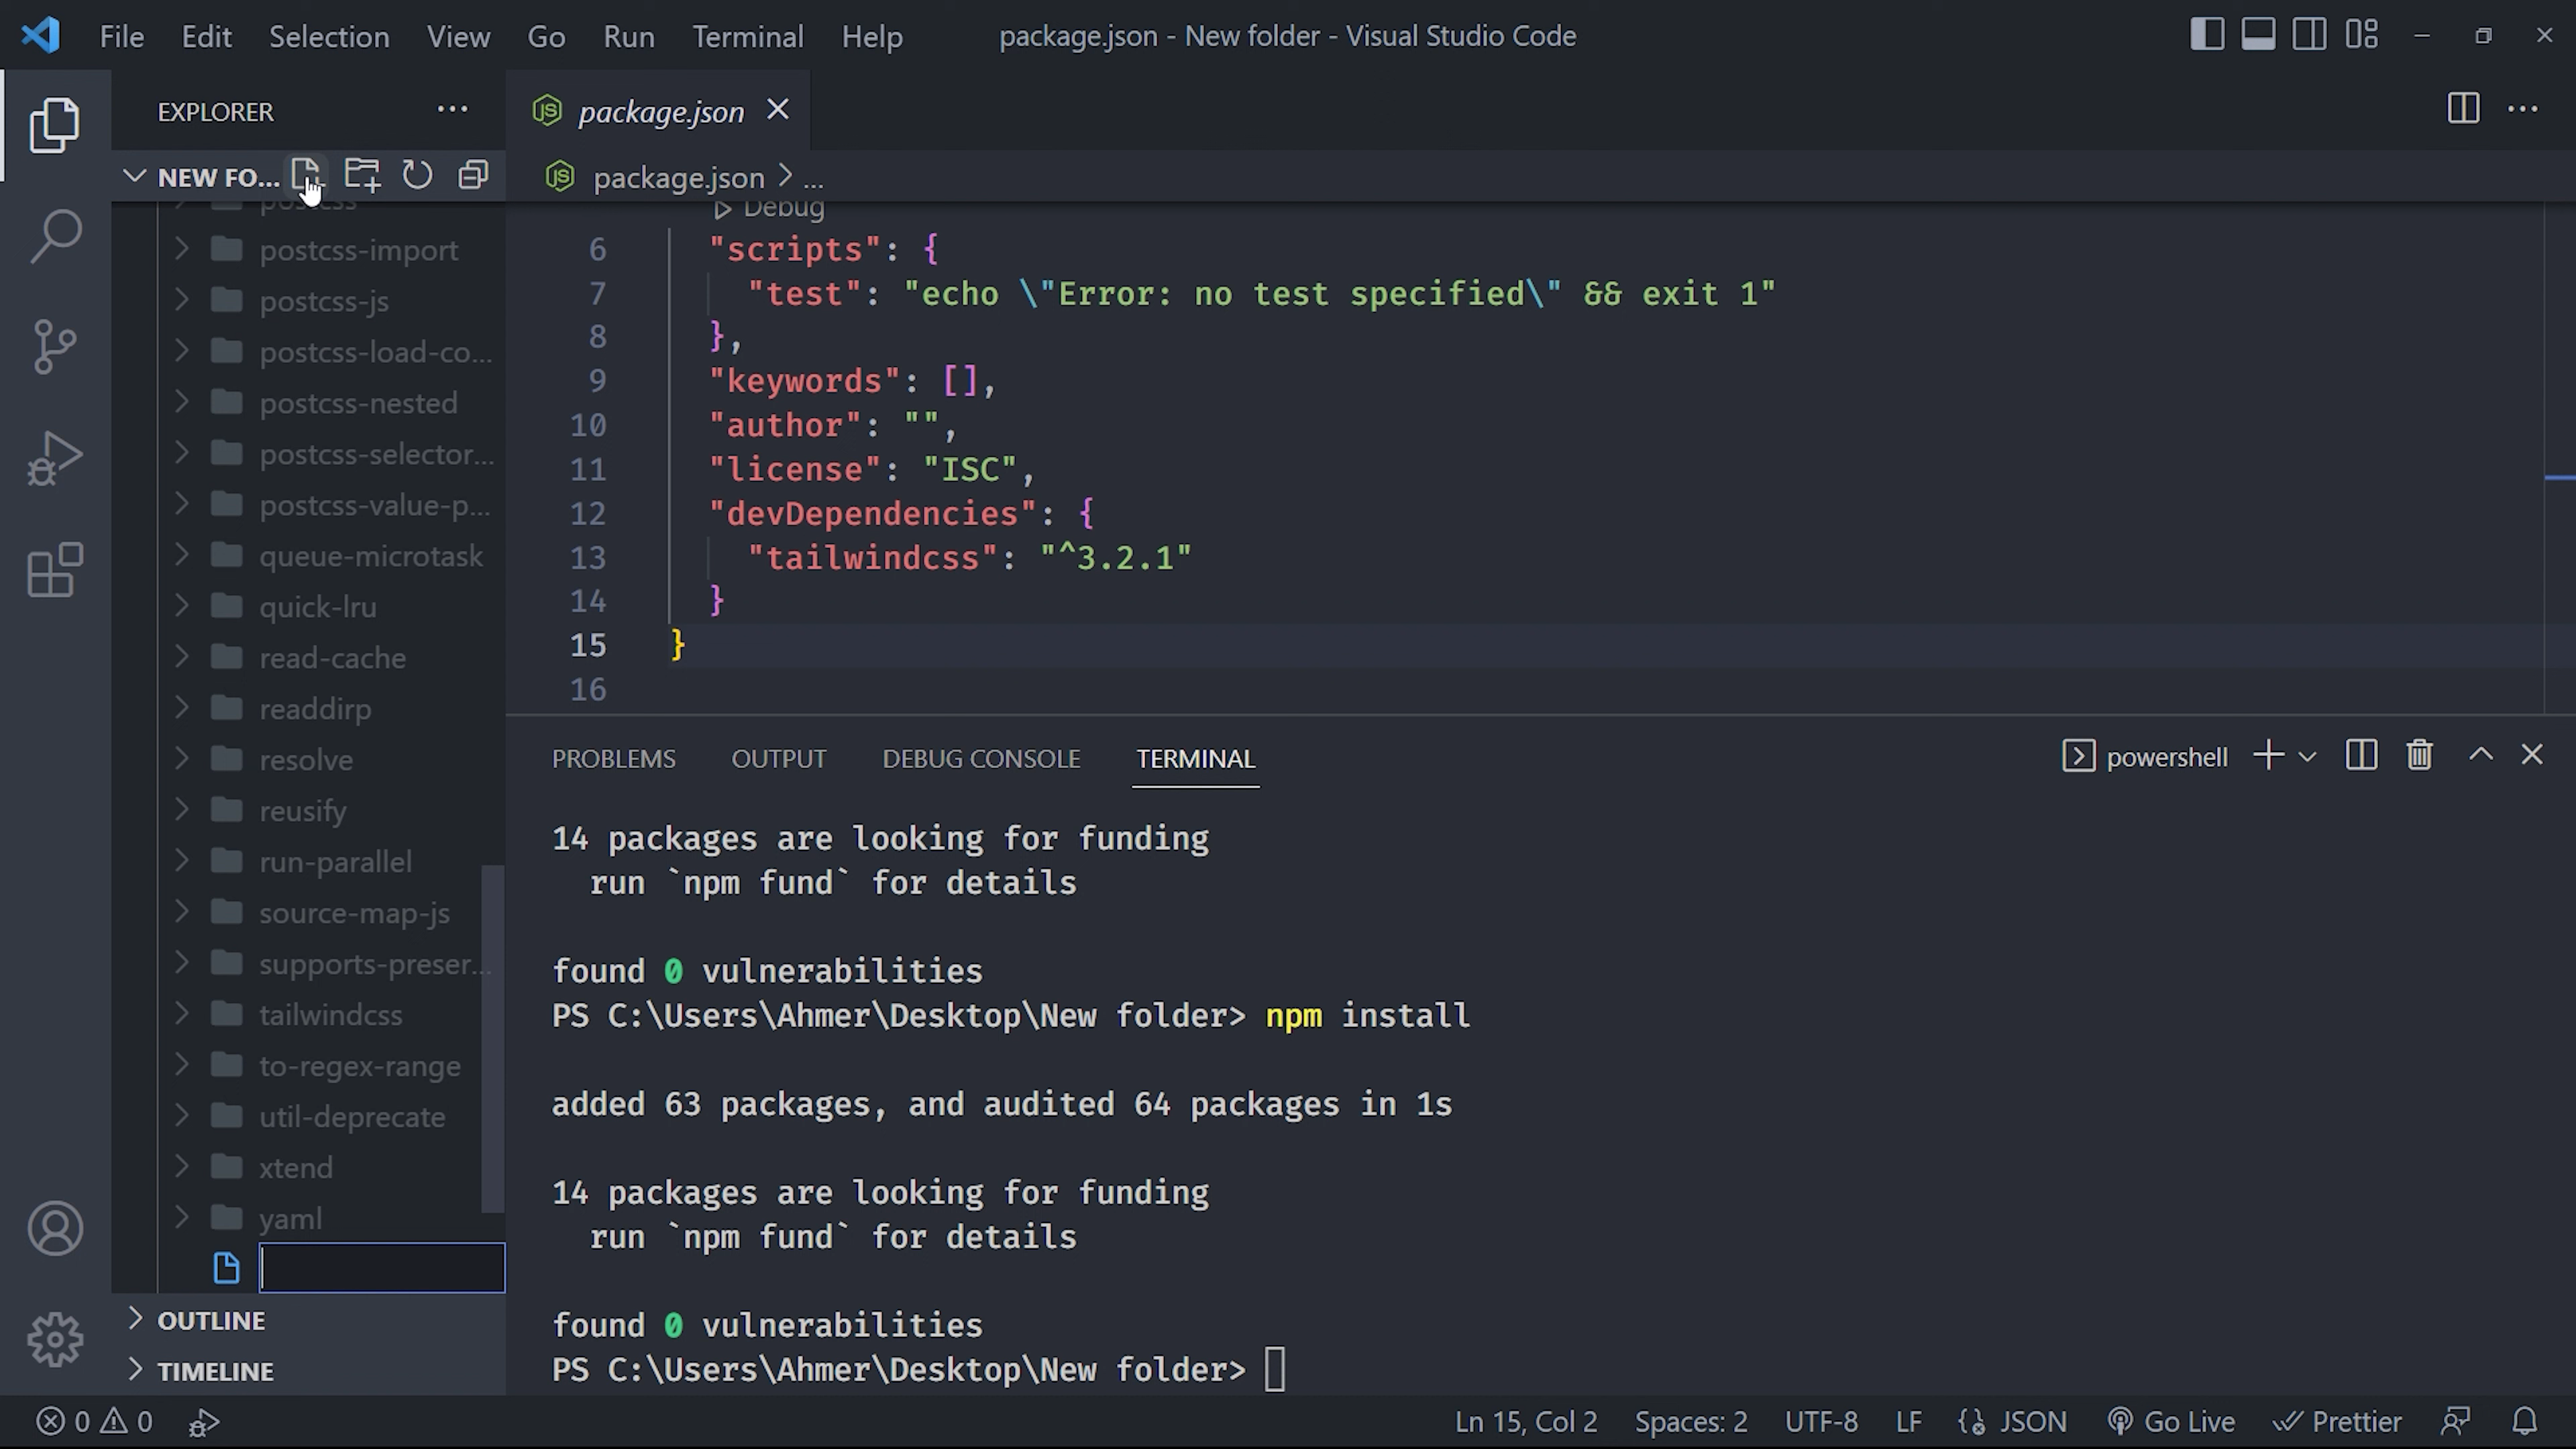 File Edit Selection View Go Run Terminal Help package.json - New folder - Visual Studio Code
EXPLORER
NEW FO...
postcss
postcss-import
postcss-js
postcss-load-co...
postcss-nested
postcss-selector...
postcss-value-p...
queue-microtask
quick-lru
read-cache
readdirp
resolve
reusify
run-parallel
source-map-js
supports-preser...
tailwindcss
to-regex-range
util-deprecate
xtend
yaml
OUTLINE
TIMELINE
package.json
package.json > ...
Debug
6 "scripts": {
7 "test": "echo \"Error: no test specified\" && exit 1"
8 },
9 "keywords": [],
10 "author": "",
11 "license": "ISC",
12 "devDependencies": {
13 "tailwindcss": "^3.2.1"
14 }
15 }
16
PROBLEMS OUTPUT DEBUG CONSOLE TERMINAL powershell
14 packages are looking for funding
run `npm fund` for details
found 0 vulnerabilities
PS C:\Users\Ahmer\Desktop\New folder> npm install
added 63 packages, and audited 64 packages in 1s
14 packages are looking for funding
run `npm fund` for details
found 0 vulnerabilities
PS C:\Users\Ahmer\Desktop\New folder>
0 0 Ln 15, Col 2 Spaces: 2 UTF-8 LF JSON Go Live Prettier